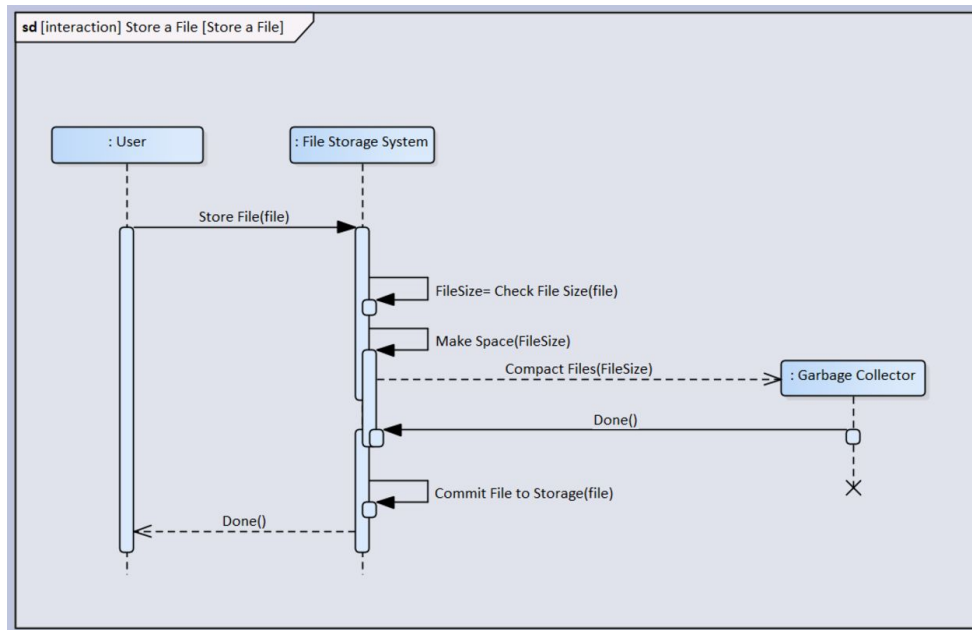 sd [interaction] Store a File [Store a File]
: User
: File Storage System
Store File(file)
FileSize= Check File Size(file)
Make Space(FileSize)
Compact Files(FileSize)
: Garbage Collector
Done()
Commit File to Storage(file)
Done()